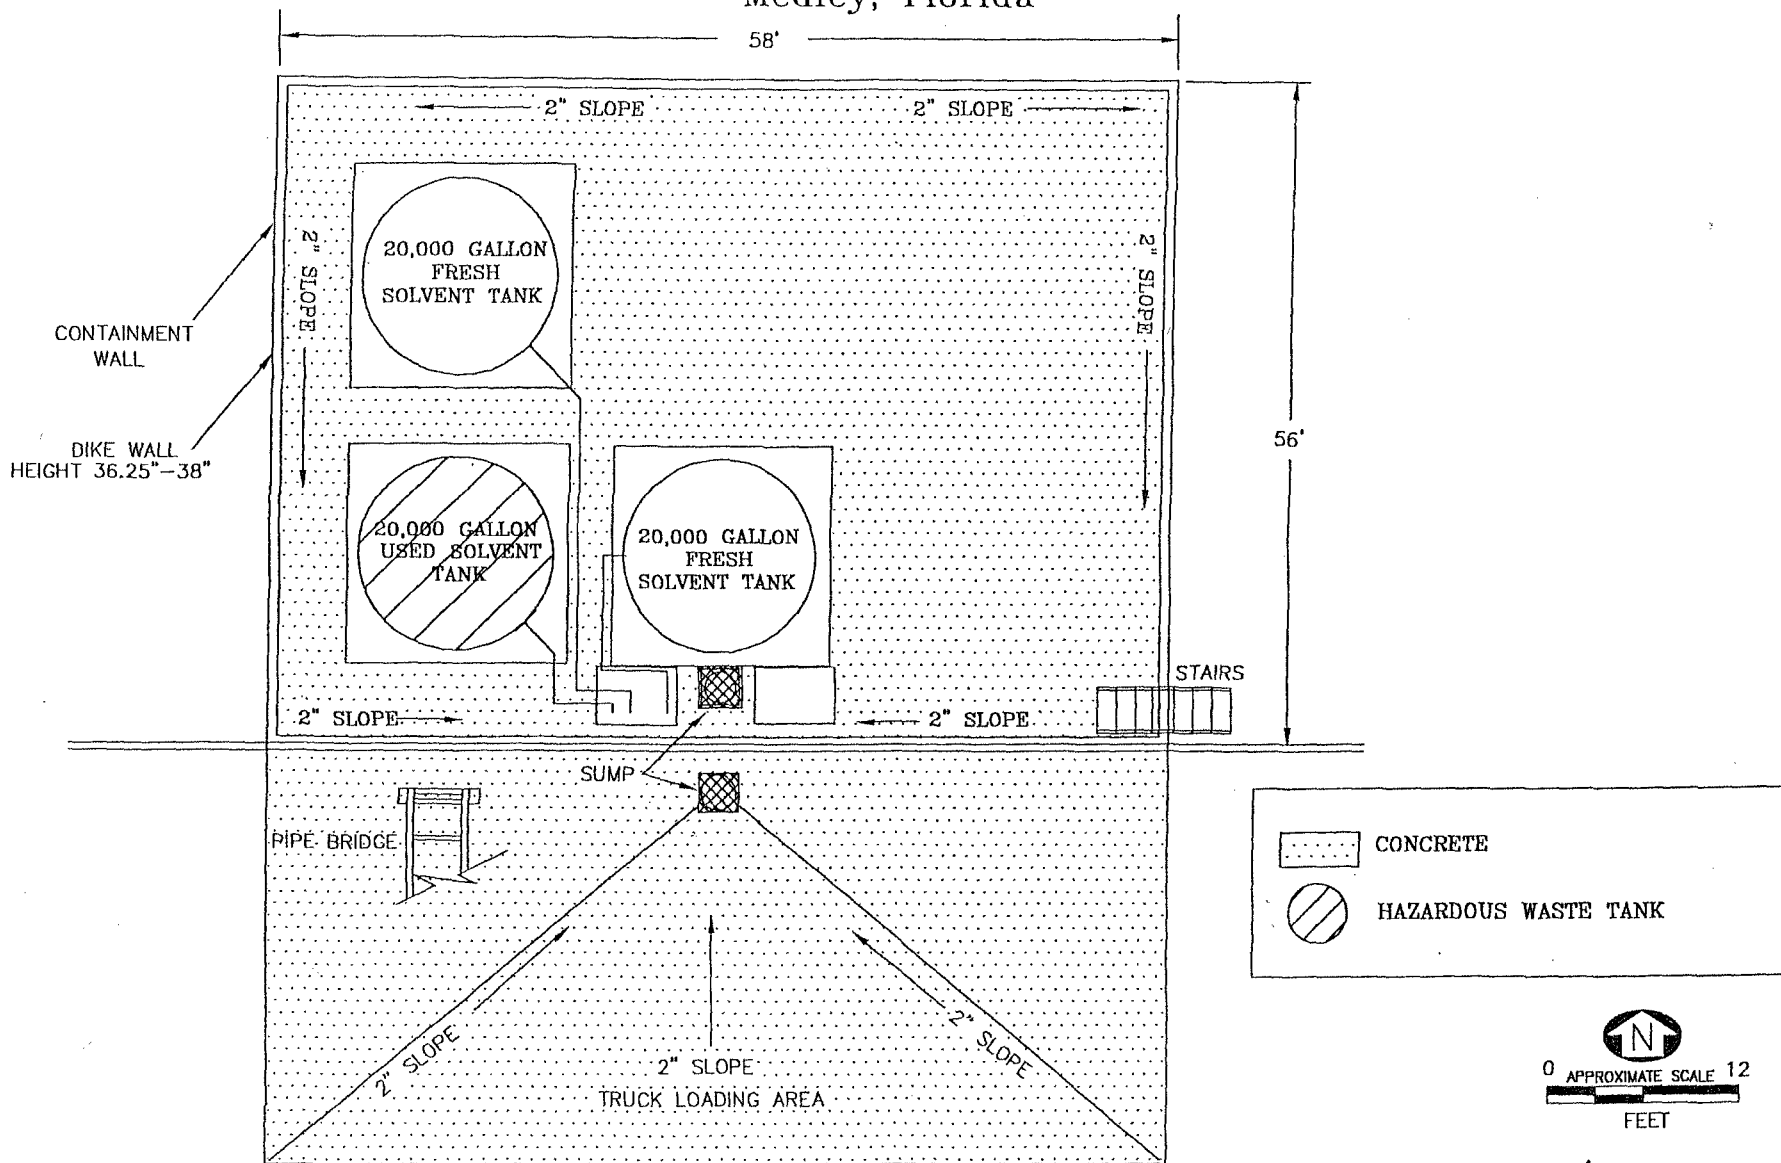 Medley, Florida
58'
2" SLOPE
2" SLOPE
2" SLOPE
2" SLOPE
20,000 GALLON
FRESH
SOLVENT TANK
CONTAINMENT
WALL
DIKE WALL
HEIGHT 36.25"-38"
56'
20,000 GALLON
USED SOLVENT
TANK
20,000 GALLON
FRESH
SOLVENT TANK
STAIRS
2" SLOPE
2" SLOPE
SUMP
PIPE BRIDGE
2" SLOPE
2" SLOPE
2" SLOPE
TRUCK LOADING AREA
CONCRETE
HAZARDOUS WASTE TANK
N
0 APPROXIMATE SCALE 12
FEET